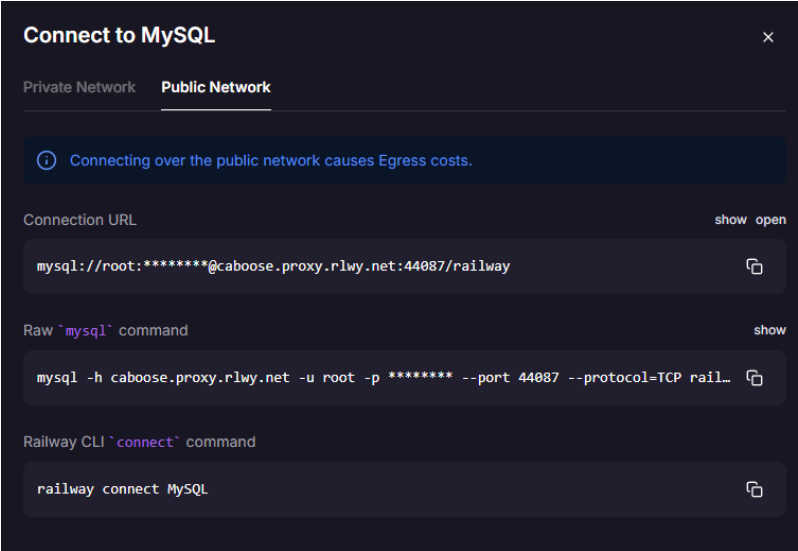 Connect to MySQL
Private Network Public Network
Connecting over the public network causes Egress costs.
Connection URL show open
mysql://root:********@caboose.proxy.rlwy.net:44087/railway
Raw `mysql` command show
mysql -h caboose.proxy.rlwy.net -u root -p ******** --port 44087 --protocol=TCP rail…
Railway CLI `connect` command
railway connect MySQL